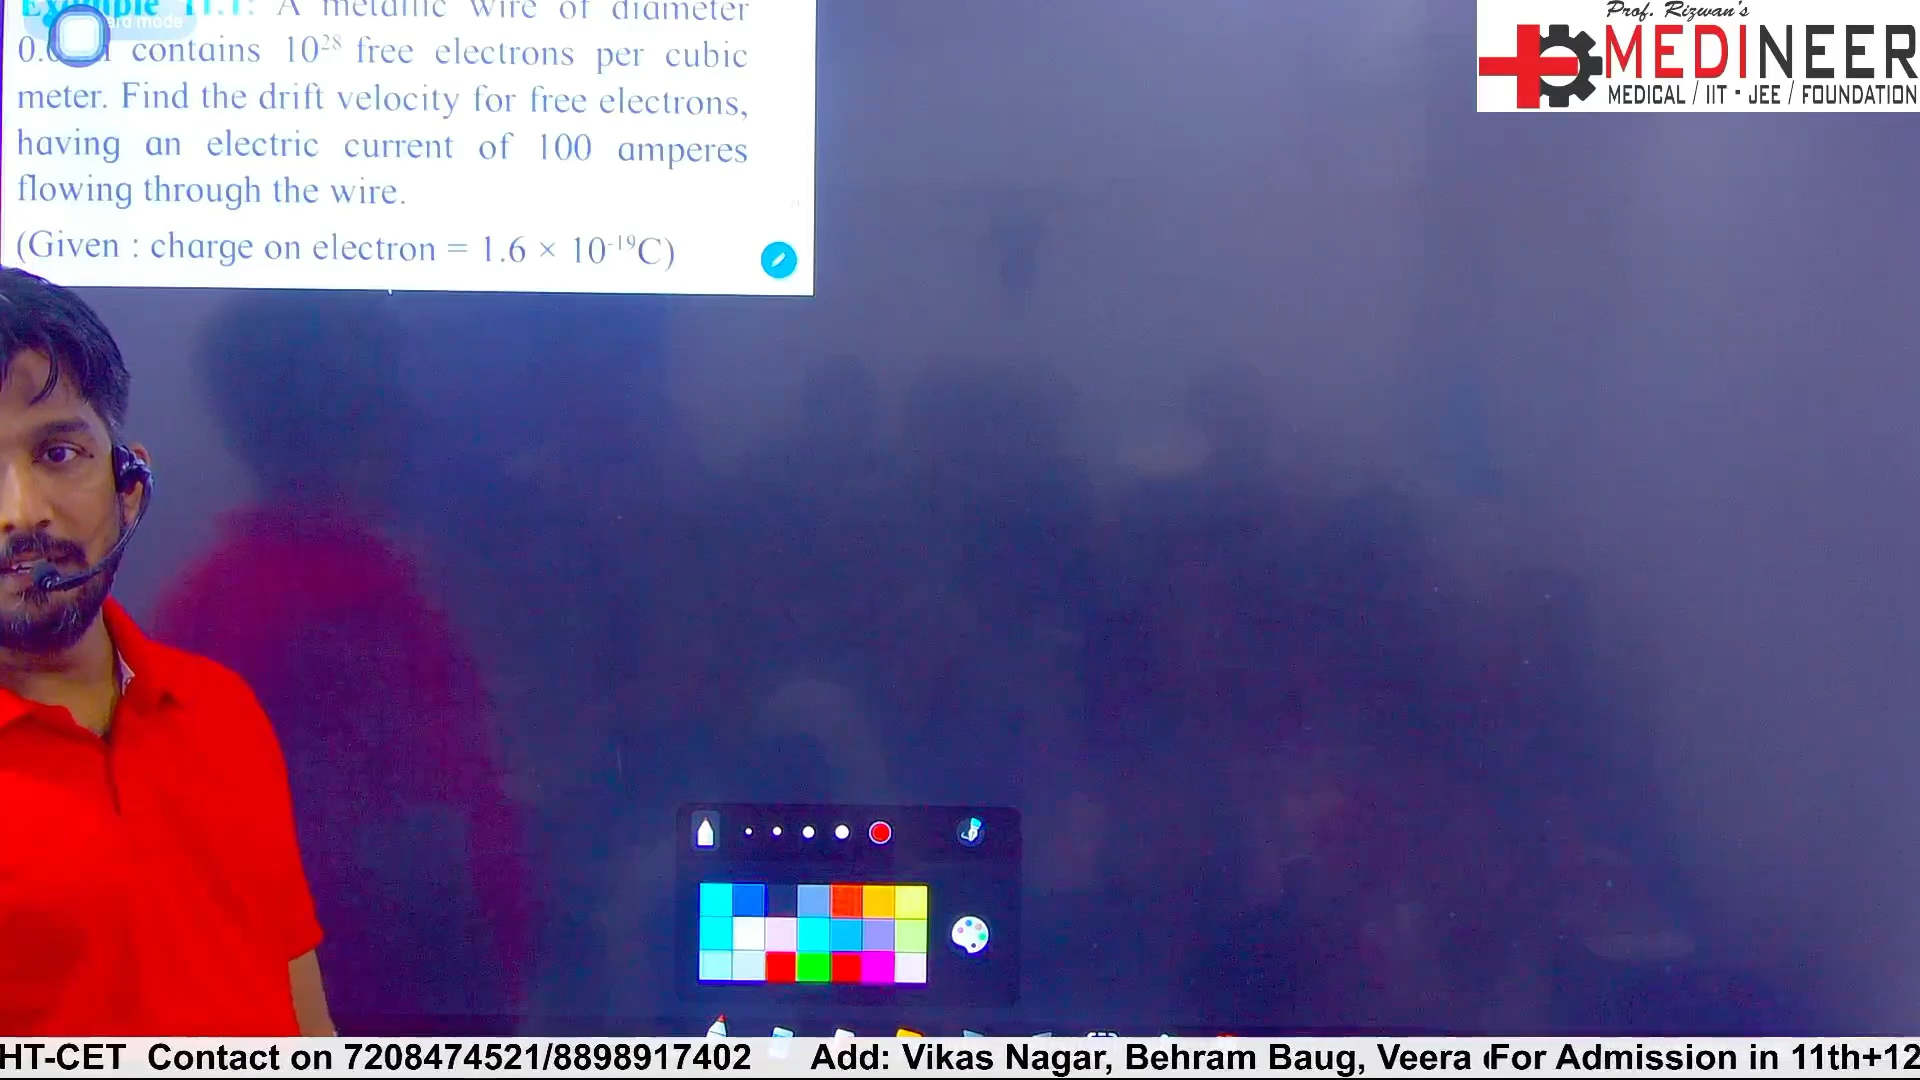 Example 11.1: A metallic wire of diameter
contains 10²⁸ free electrons per cubic
meter. Find the drift velocity for free electrons,
having an electric current of 100 amperes
flowing through the wire.
(Given : charge on electron = 1.6 × 10⁻¹⁹C)
Prof. Rizwan's
MEDINEER
MEDICAL / IIT - JEE / FOUNDATION
HT-CET Contact on 7208474521/8898917402 Add: Vikas Nagar, Behram Baug, Veera For Admission in 11th+12